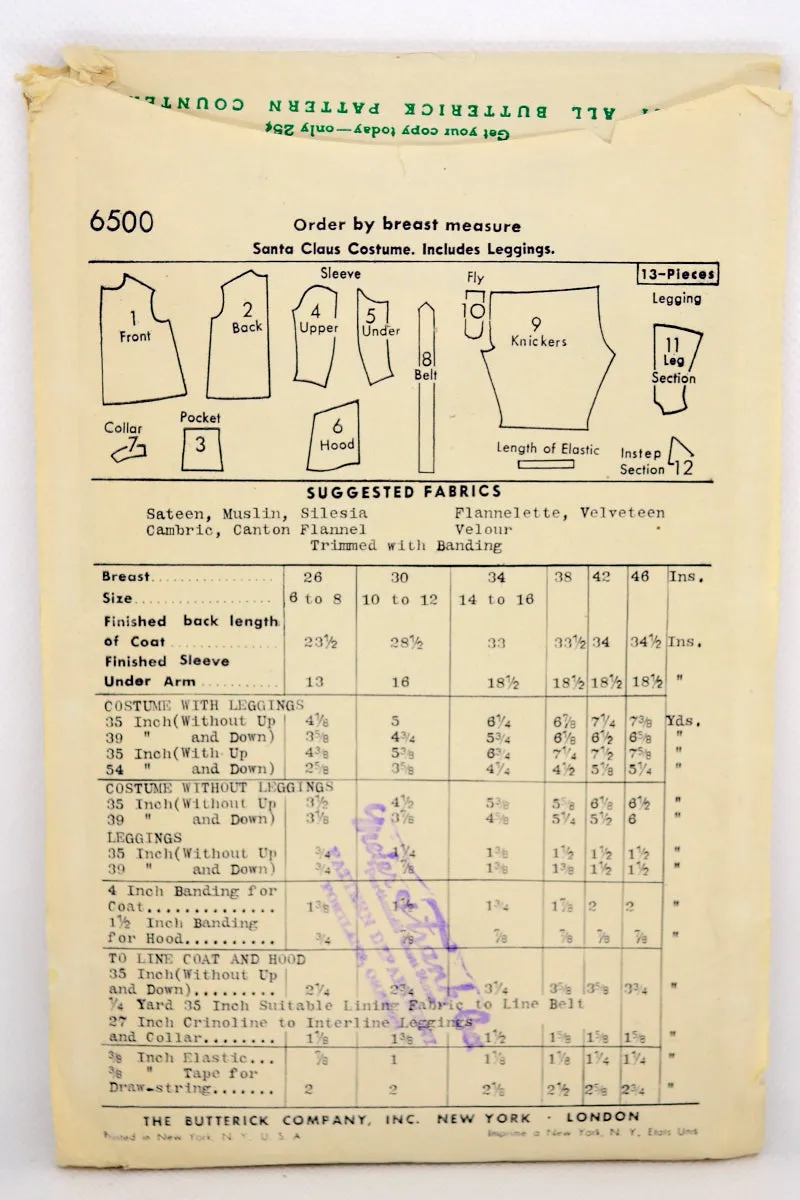 ALL BUTTERICK PATTERN COUNT
Get your copy today—only 25¢
6500
Order by breast measure
Santa Claus Costume. Includes Leggings.
13-Pieces
Sleeve
Fly
Legging
1 Front
2 Back
4 Upper
5 Under
8 Belt
10
9 Knickers
11 Leg Section
Collar 7
Pocket 3
6 Hood
Length of Elastic
Instep Section 12
SUGGESTED FABRICS
Sateen, Muslin, Silesia Flannelette, Velveteen
Cambric, Canton Flannel Velour
Trimmed with Banding
Breast 26 30 34 38 42 46 Ins.
Size 6 to 8 10 to 12 14 to 16
Finished back length
of Coat 23½ 28½ 33 33½ 34 34½ Ins.
Finished Sleeve
Under Arm 13 16 18½ 18½ 18½ 18½ "
COSTUME WITH LEGGINGS
35 Inch(Without Up 4⅛ 5 6¼ 6⅞ 7¼ 7⅜ Yds.
39 " and Down) 3⅝ 4¾ 5¾ 6⅛ 6½ 6⅝ "
35 Inch(With Up 4⅜ 5⅜ 6¾ 7¼ 7½ 7⅝ "
54 " and Down) 2⅝ 3⅝ 4¼ 4½ 5⅛ 5¼ "
COSTUME WITHOUT LEGGINGS
35 Inch(Without Up 3½ 4½ 5⅜ 5⅝ 6⅛ 6½ "
39 " and Down) 3⅛ 3⅞ 5¼ 5½ 6 "
LEGGINGS
35 Inch(Without Up ¾ 1¼ 1⅜ 1½ 1½ 1½ "
39 " and Down) ¾ ⅞ 1⅜ 1⅜ 1½ 1½ "
4 Inch Banding for
Coat 1⅜ 1½ 1¾ 1⅞ 2 2 "
1½ Inch Banding
for Hood ¾ ⅞ ⅞ ⅞ ⅞ ⅞ "
TO LINE COAT AND HOOD
35 Inch(Without Up
and Down) 2¼ 2¾ 3¼ 3⅜ 3⅜ 3¾ "
¼ Yard 35 Inch Suitable Lining Fabric to Line Belt
27 Inch Crinoline to Interline Leggings
and Collar 1⅛ 1⅜ 1½ 1⅝ 1⅝ 1⅝ "
⅜ Inch Elastic... ⅞ 1 1⅛ 1⅛ 1¼ 1¼ "
⅜ " Tape for
Draw-string 2 2 2⅛ 2½ 2⅝ 2¾ "
Meier & Frank Co.
PATTERN DEPARTMENT
THE BUTTERICK COMPANY, INC. NEW YORK - LONDON
Printed in New York, N. Y. U. S. A
Imprimé a New York, N. Y., Etats Unis